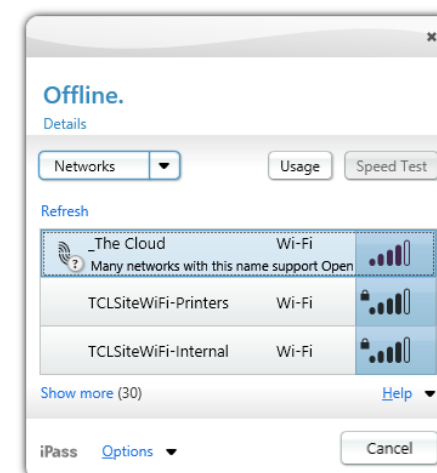 Offline.
Details
Networks Usage Speed Test
Refresh
_The Cloud Wi-Fi
? Many networks with this name support Open
TCLSiteWiFi-Printers Wi-Fi
TCLSiteWiFi-Internal Wi-Fi
Show more (30) Help
iPass Options Cancel